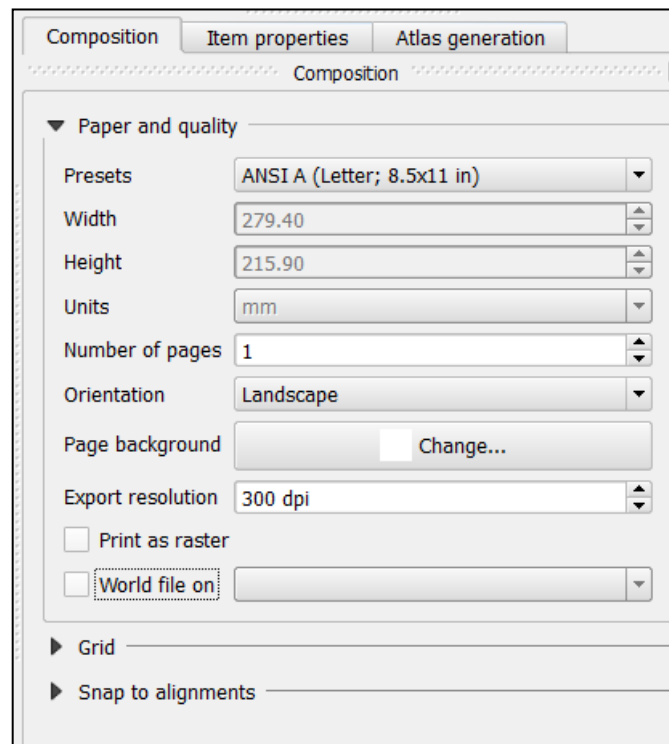 Composition Item properties Atlas generation
Composition
Paper and quality
Presets ANSI A (Letter; 8.5x11 in)
Width 279.40
Height 215.90
Units mm
Number of pages 1
Orientation Landscape
Page background Change...
Export resolution 300 dpi
Print as raster
World file on
Grid
Snap to alignments